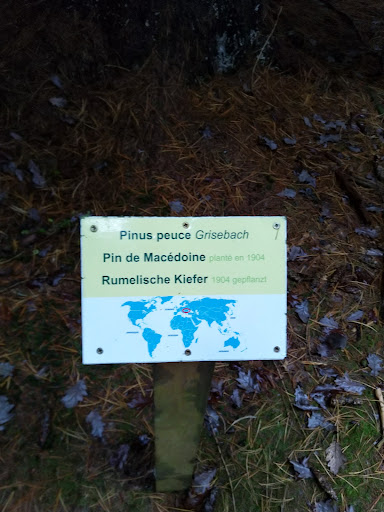 Pinus peuce Grisebach
Pin de Macédoine planté en 1904
Rumelische Kiefer 1904 gepflanzt